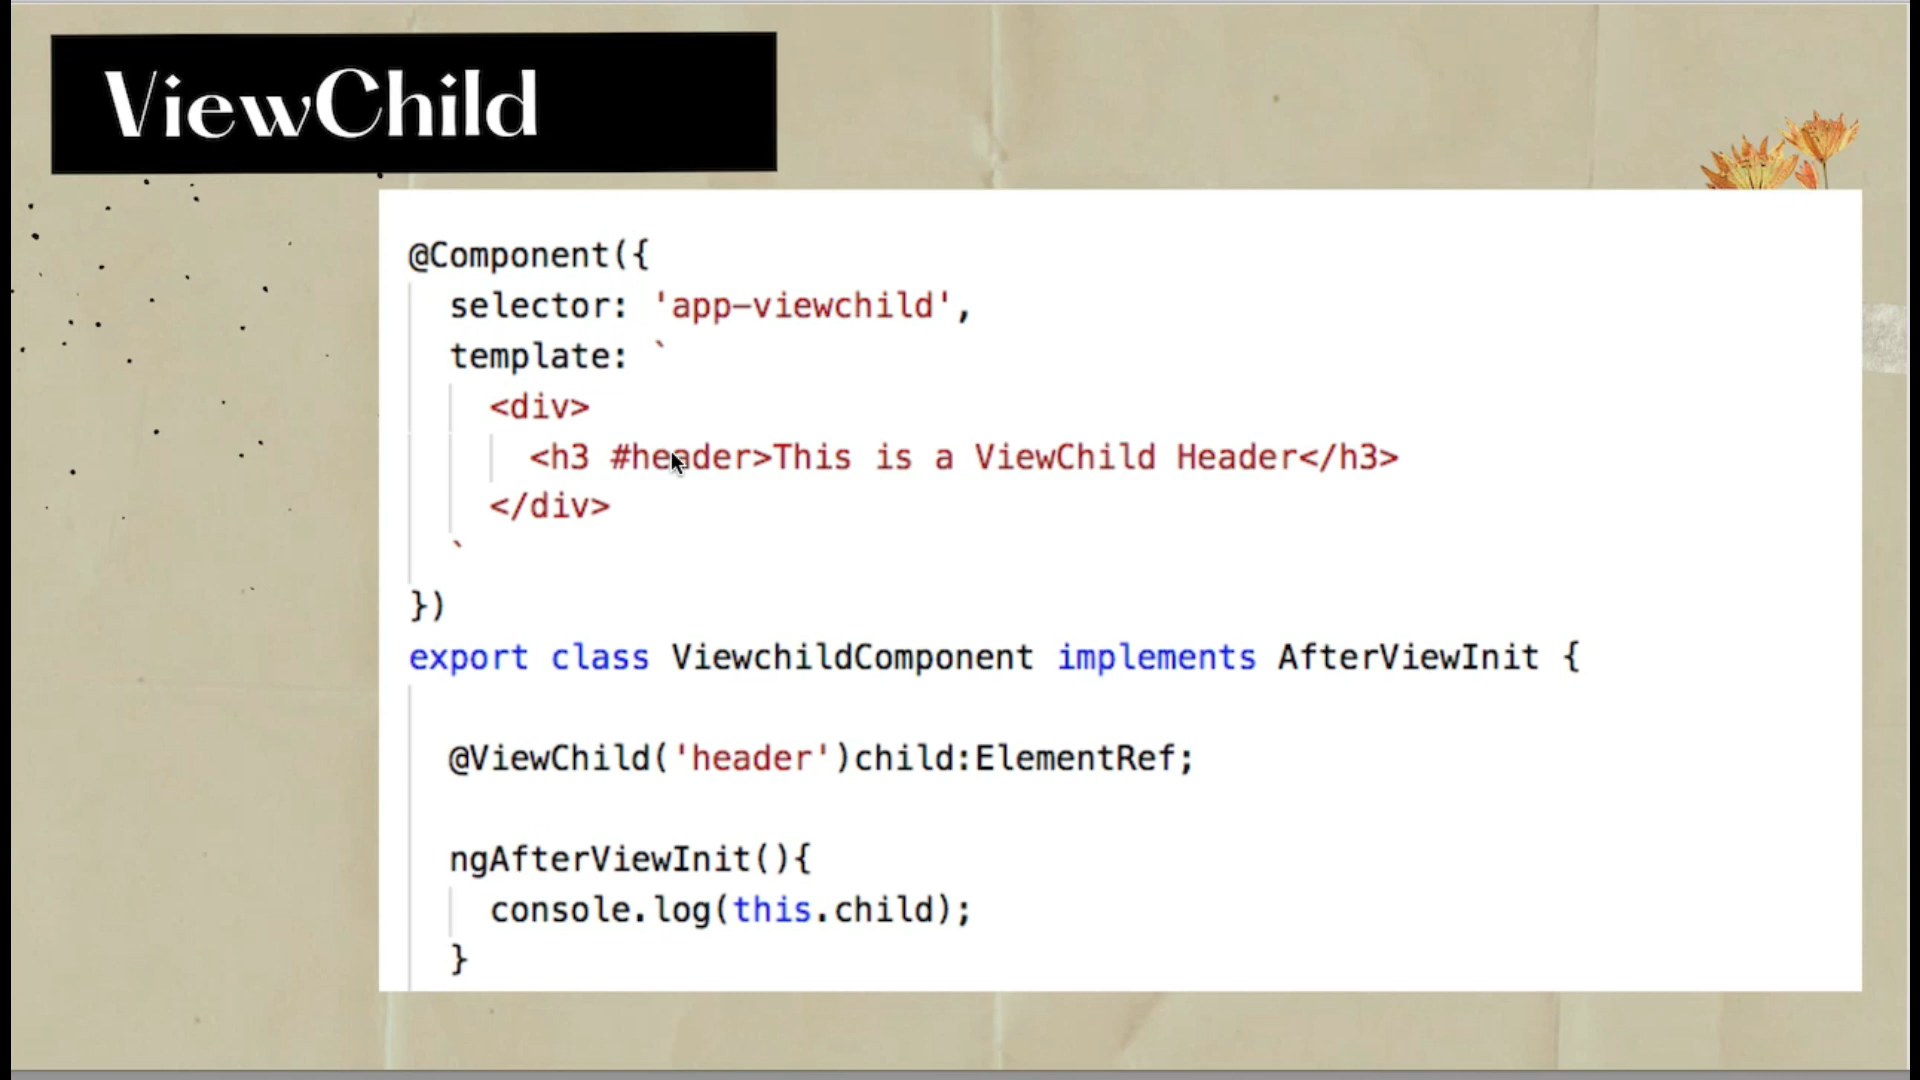 ViewChild
@Component({
selector: 'app-viewchild',
template: `
<div>
<h3 #header>This is a ViewChild Header</h3>
</div>
`
})
export class ViewchildComponent implements AfterViewInit {
@ViewChild('header')child:ElementRef;
ngAfterViewInit(){
console.log(this.child);
}